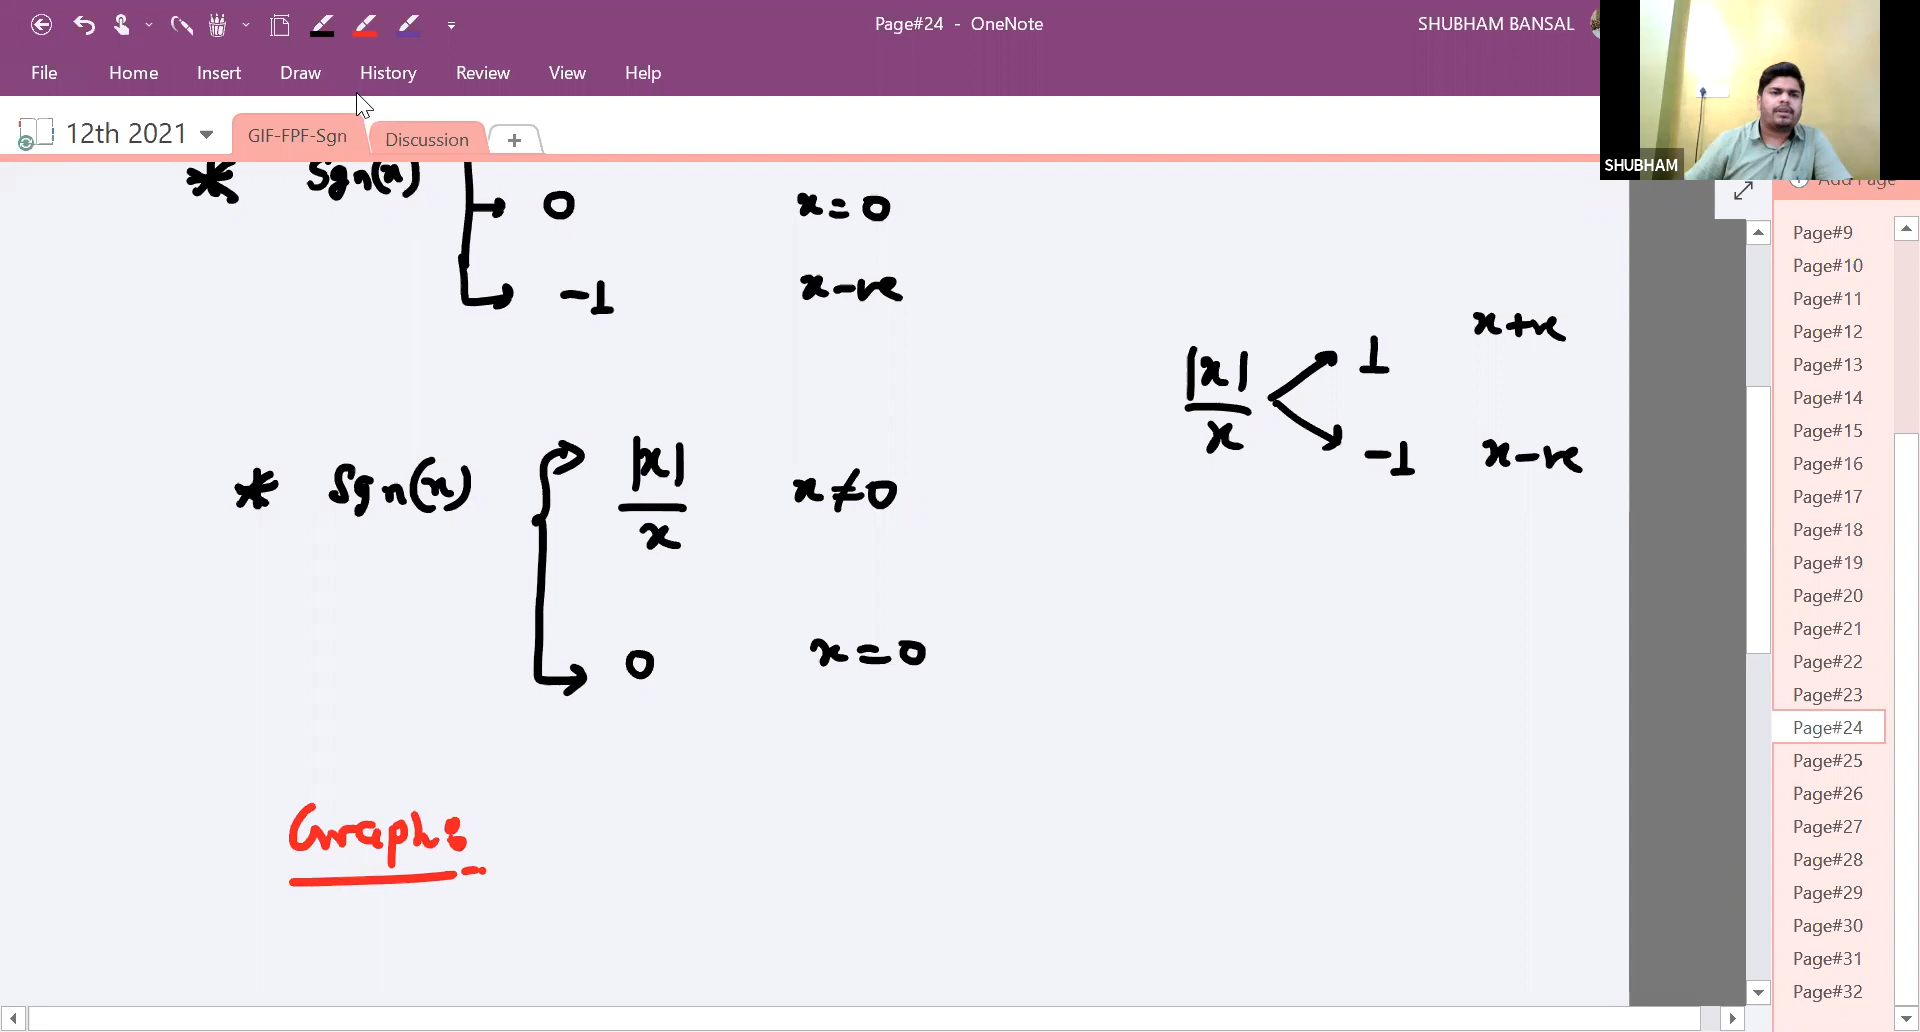 Page#24 - OneNote
SHUBHAM BANSAL
File Home Insert Draw History Review View Help
12th 2021
GIF-FPF-Sgn
Discussion
+
SHUBHAM
Add Page
* Sgn(x)
0 x=0
-1 x-ve
|x|/x
1 x+ve
-1 x-ve
* Sgn(x)
|x|/x x≠0
0 x=0
Graph:
Page#9
Page#10
Page#11
Page#12
Page#13
Page#14
Page#15
Page#16
Page#17
Page#18
Page#19
Page#20
Page#21
Page#22
Page#23
Page#24
Page#25
Page#26
Page#27
Page#28
Page#29
Page#30
Page#31
Page#32